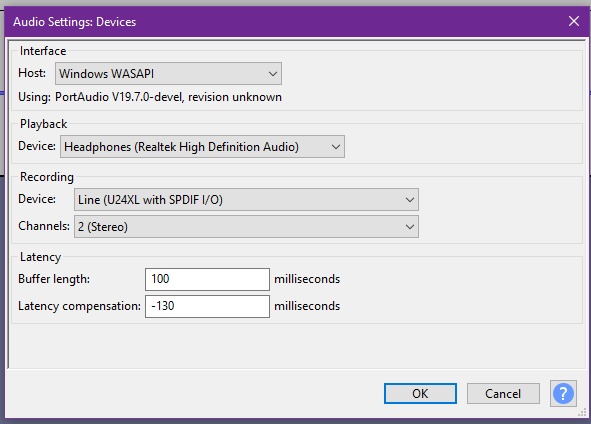 Audio Settings: Devices
Interface
Host: Windows WASAPI
Using: PortAudio V19.7.0-devel, revision unknown
Playback
Device: Headphones (Realtek High Definition Audio)
Recording
Device: Line (U24XL with SPDIF I/O)
Channels: 2 (Stereo)
Latency
Buffer length: 100 milliseconds
Latency compensation: -130 milliseconds
OK Cancel ?